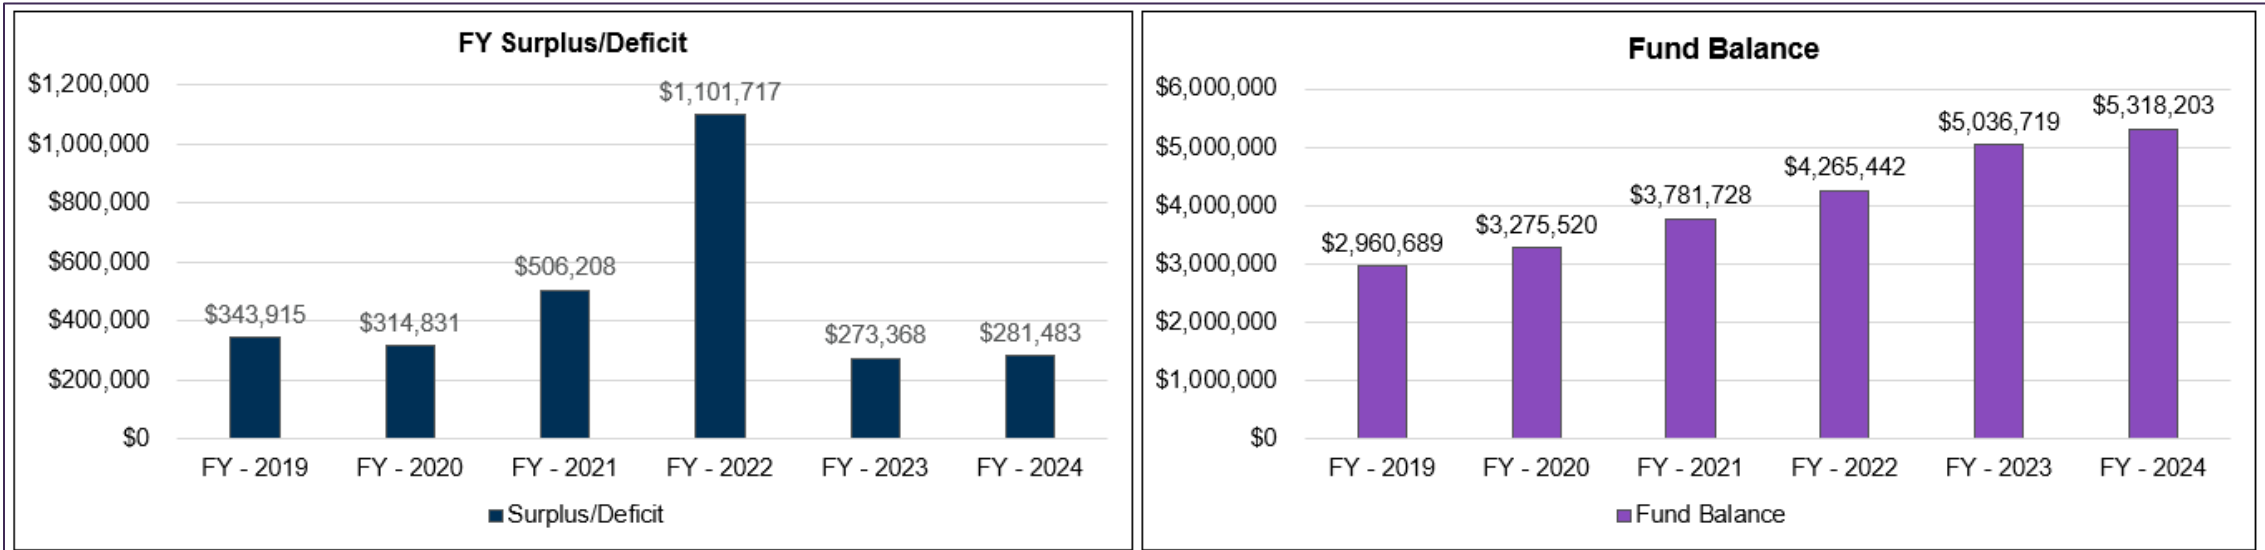 FY Surplus/Deficit
$1,200,000
$1,000,000
$800,000
$600,000
$400,000
$200,000
$0
$343,915
$314,831
$506,208
$1,101,717
$273,368
$281,483
FY - 2019
FY - 2020
FY - 2021
FY - 2022
FY - 2023
FY - 2024
Surplus/Deficit
Fund Balance
$6,000,000
$5,000,000
$4,000,000
$3,000,000
$2,000,000
$1,000,000
$0
$2,960,689
$3,275,520
$3,781,728
$4,265,442
$5,036,719
$5,318,203
FY - 2019
FY - 2020
FY - 2021
FY - 2022
FY - 2023
FY - 2024
Fund Balance